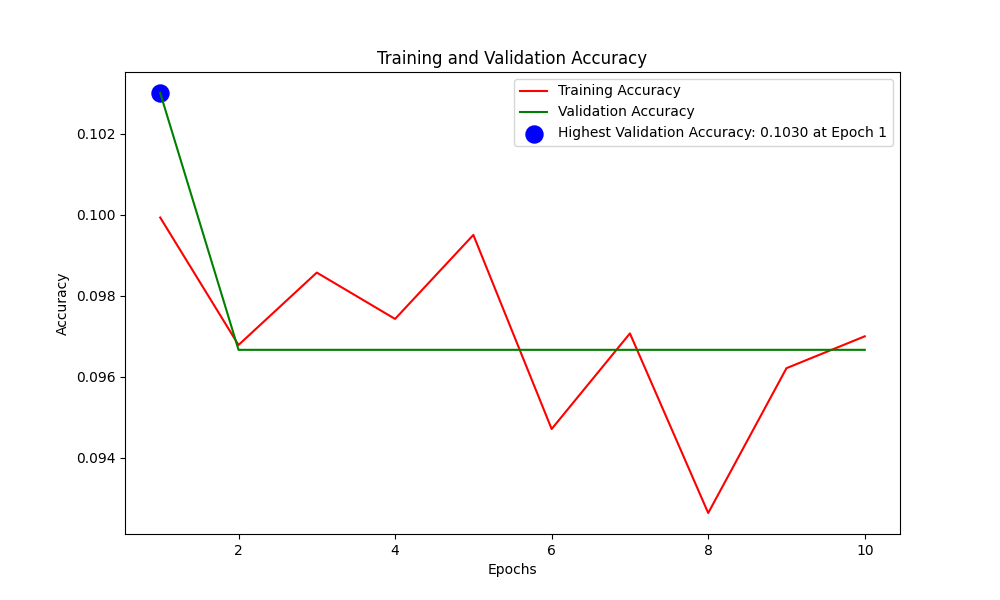 Training and Validation Accuracy
Training Accuracy
Validation Accuracy
Highest Validation Accuracy: 0.1030 at Epoch 1
0.102
0.100
0.098
0.096
0.094
Accuracy
2 4 6 8 10
Epochs